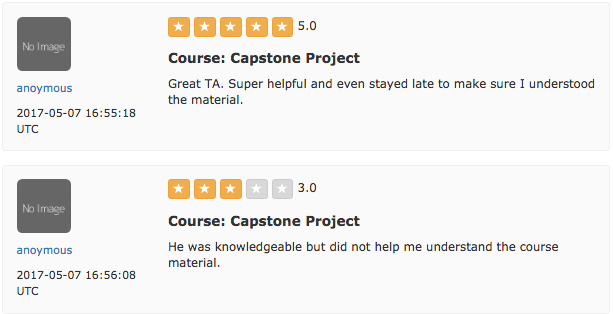 No Image
anoymous
2017-05-07 16:55:18
UTC
5.0
Course: Capstone Project
Great TA. Super helpful and even stayed late to make sure I understood
the material.
No Image
anoymous
2017-05-07 16:56:08
UTC
3.0
Course: Capstone Project
He was knowledgeable but did not help me understand the course
material.